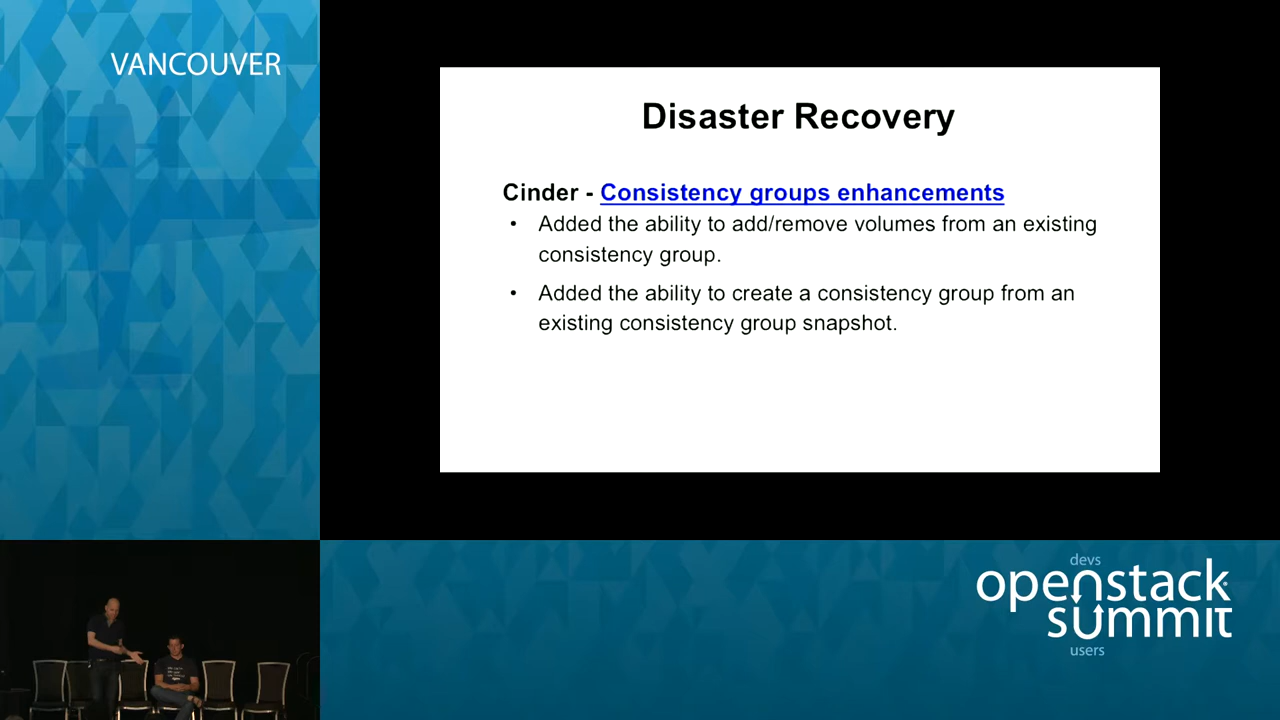 VANCOUVER
Disaster Recovery
Cinder - Consistency groups enhancements
• Added the ability to add/remove volumes from an existing
consistency group.
• Added the ability to create a consistency group from an
existing consistency group snapshot.
devs
openstack
summit
users